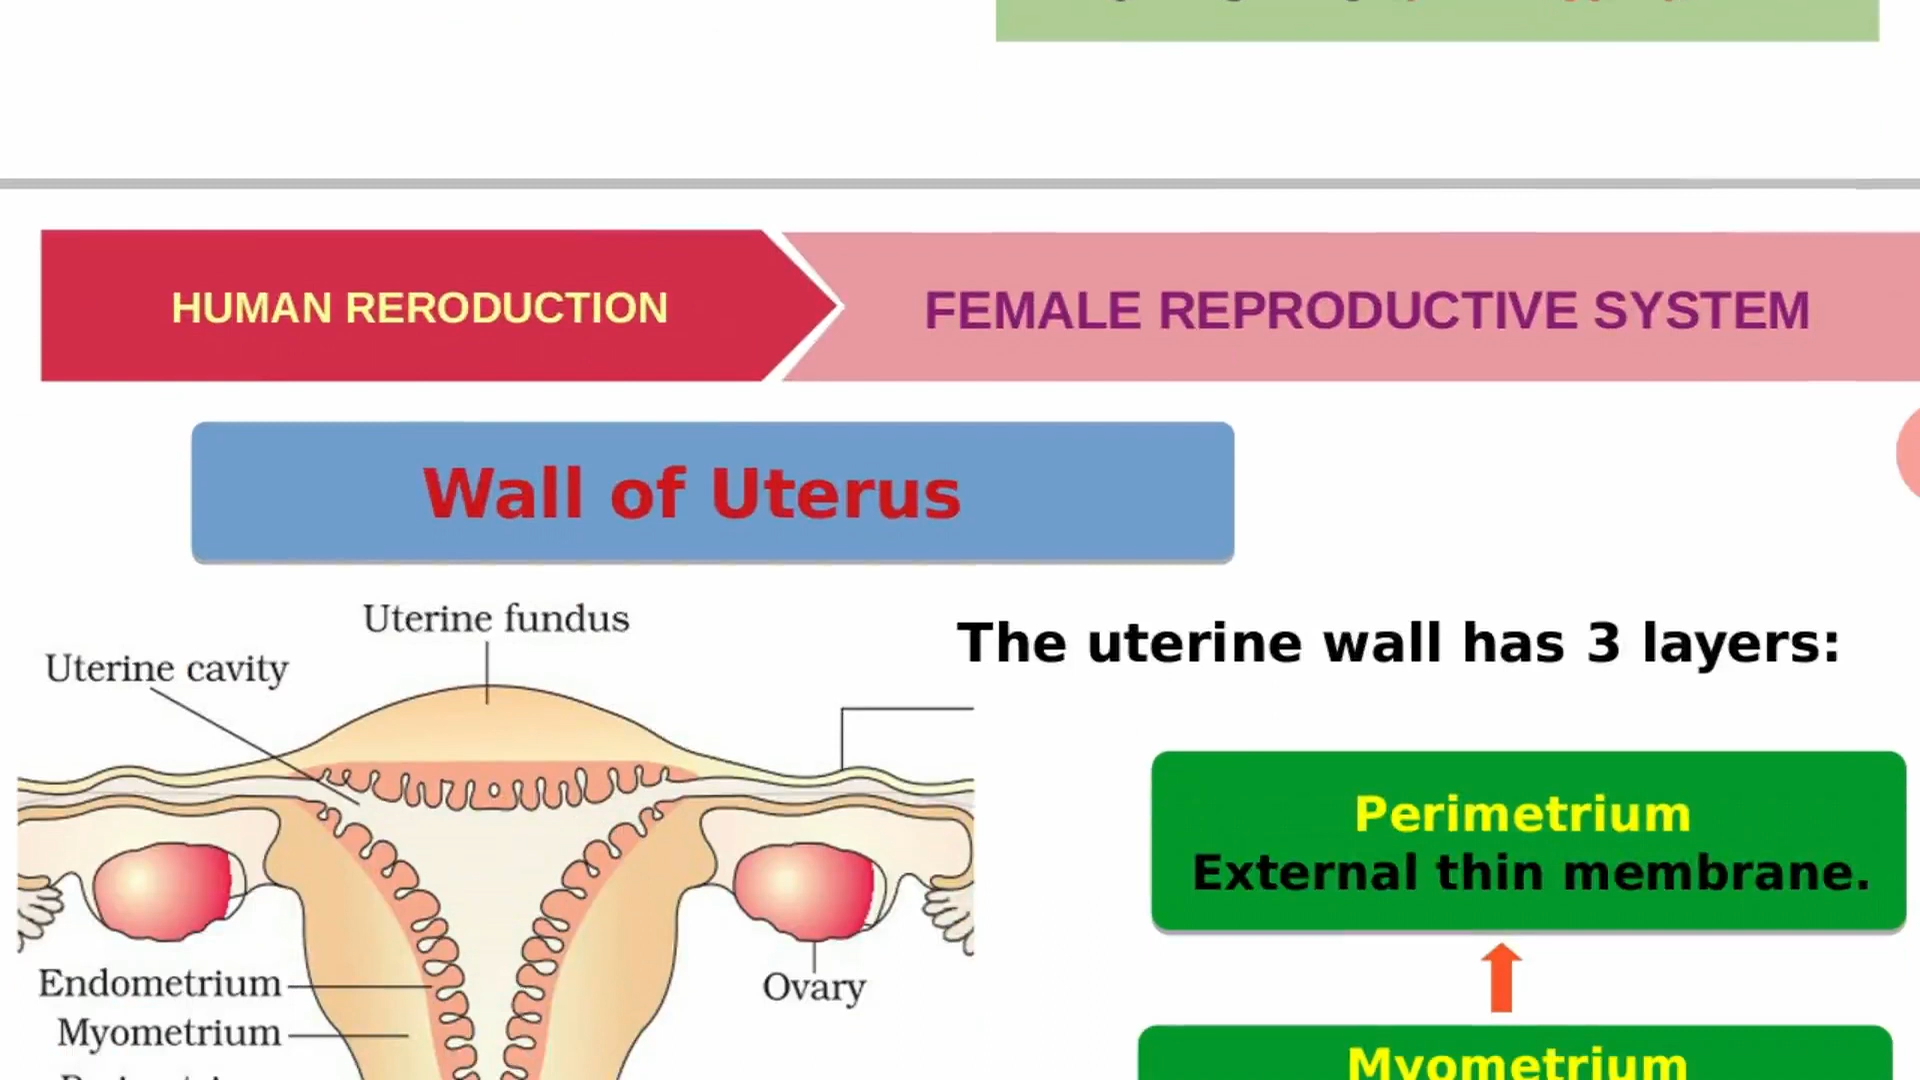 HUMAN RERODUCTION
FEMALE REPRODUCTIVE SYSTEM
Wall of Uterus
Uterine fundus
Uterine cavity
The uterine wall has 3 layers:
Perimetrium
External thin membrane.
Endometrium
Ovary
Myometrium
Myometrium